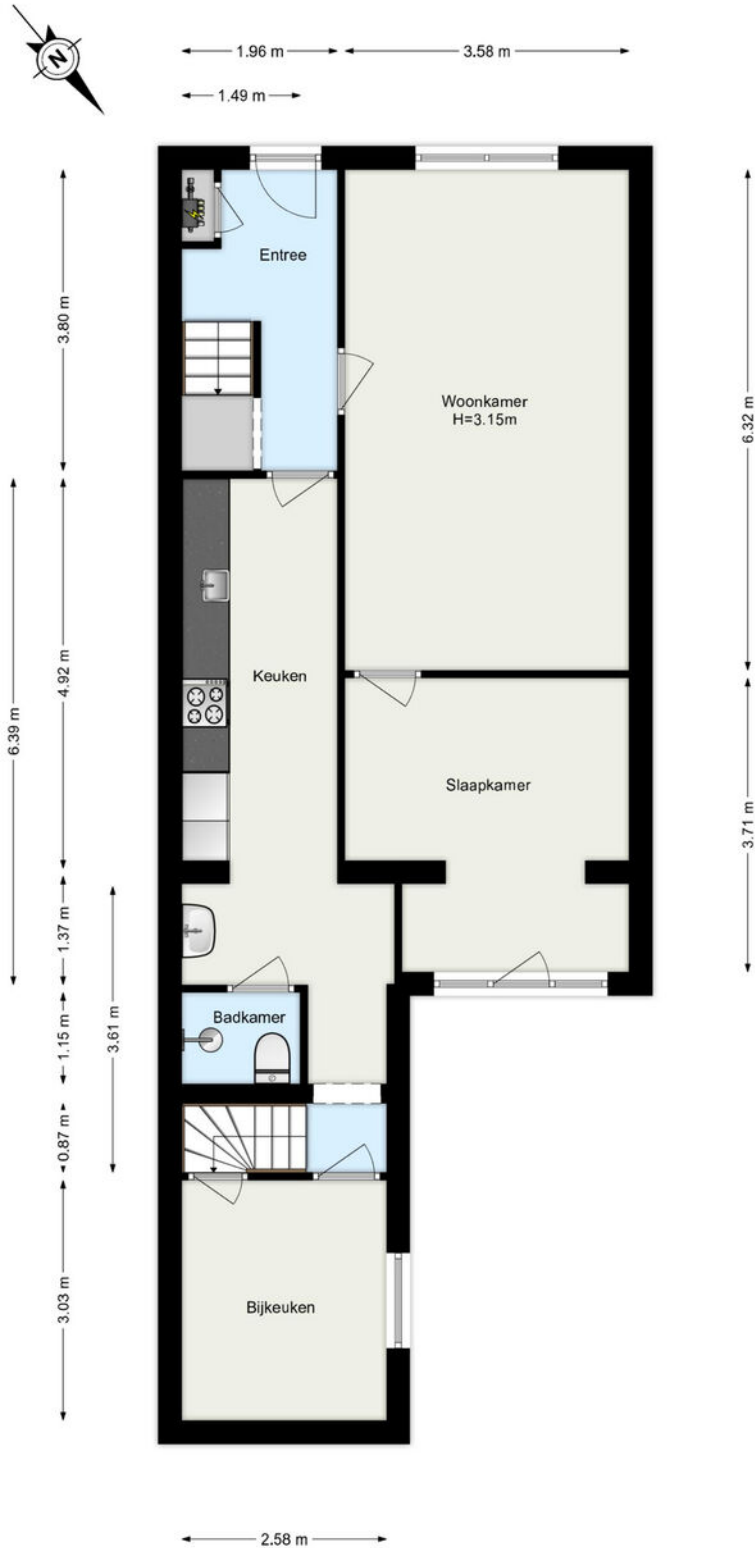 N
1.96 m
3.58 m
1.49 m
Entree
3.80 m
Woonkamer
H=3.15m
6.32 m
6.39 m
4.92 m
Keuken
Slaapkamer
3.71 m
1.37 m
3.61 m
1.15 m
Badkamer
0.87 m
3.03 m
Bijkeuken
2.58 m